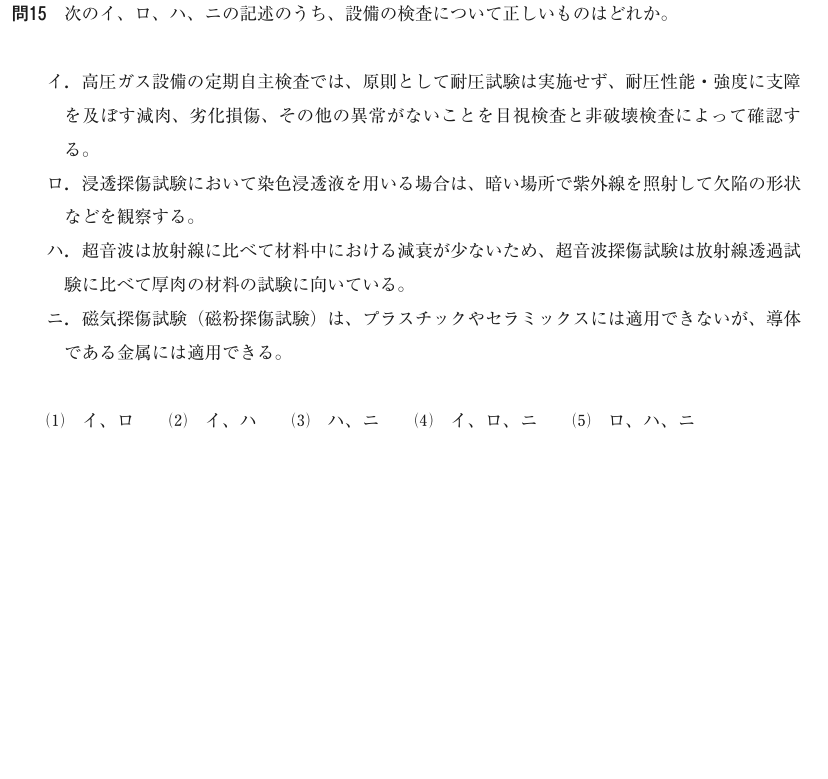 問15 次のイ、ロ、ハ、ニの記述のうち、設備の検査について正しいものはどれか。
イ．高圧ガス設備の定期自主検査では、原則として耐圧試験は実施せず、耐圧性能・強度に支障
を及ぼす減肉、劣化損傷、その他の異常がないことを目視検査と非破壊検査によって確認す
る。
ロ．浸透探傷試験において染色浸透液を用いる場合は、暗い場所で紫外線を照射して欠陥の形状
などを観察する。
ハ．超音波は放射線に比べて材料中における減衰が少ないため、超音波探傷試験は放射線透過試
験に比べて厚肉の材料の試験に向いている。
ニ．磁気探傷試験（磁粉探傷試験）は、プラスチックやセラミックスには適用できないが、導体
である金属には適用できる。
(1) イ、ロ (2) イ、ハ (3) ハ、ニ (4) イ、ロ、ニ (5) ロ、ハ、ニ